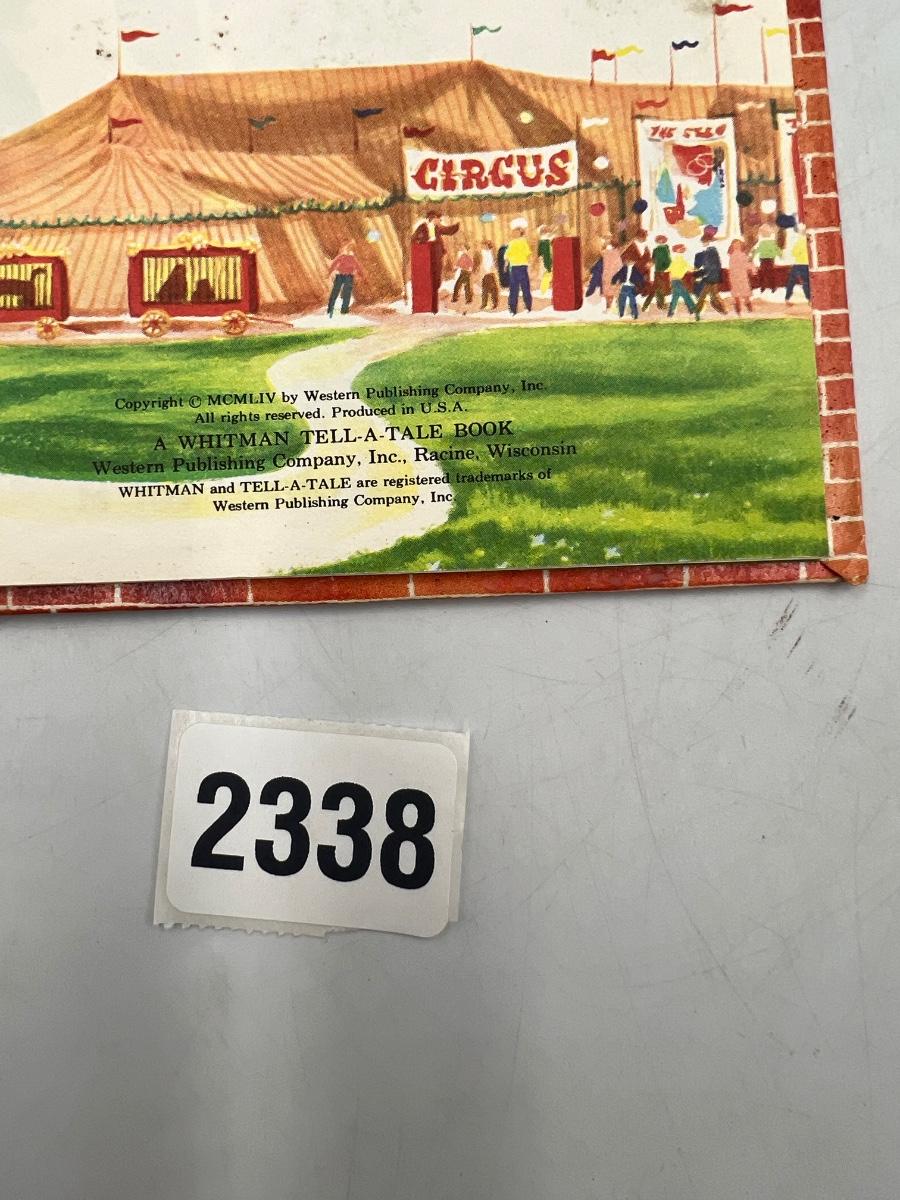 CIRCUS
Copyright © MCMLIV by Western Publishing Company, Inc.
All rights reserved. Produced in U.S.A.
A WHITMAN TELL-A-TALE BOOK
Western Publishing Company, Inc., Racine, Wisconsin
WHITMAN and TELL-A-TALE are registered trademarks of
Western Publishing Company, Inc.
2338